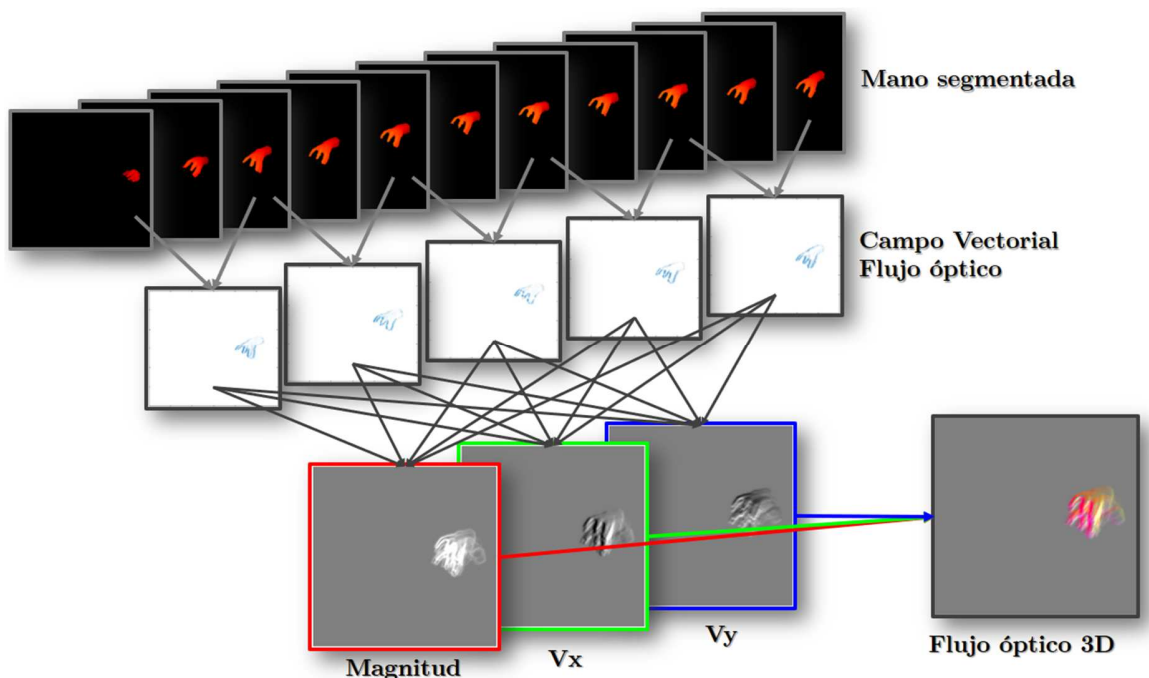 Mano segmentada
Campo Vectorial
Flujo óptico
Magnitud
Vx
Vy
Flujo óptico 3D